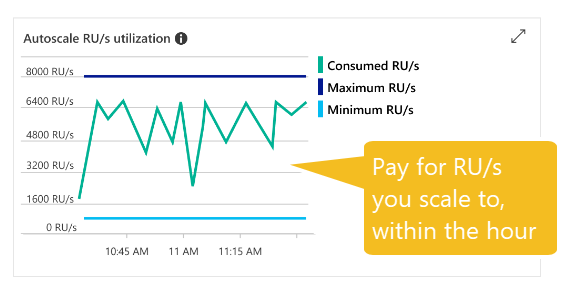 Autoscale RU/s utilization
8000 RU/s
6400 RU/s
4800 RU/s
3200 RU/s
1600 RU/s
0 RU/s
10:45 AM 11 AM 11:15 AM
Consumed RU/s
Maximum RU/s
Minimum RU/s
Pay for RU/s
you scale to,
within the hour